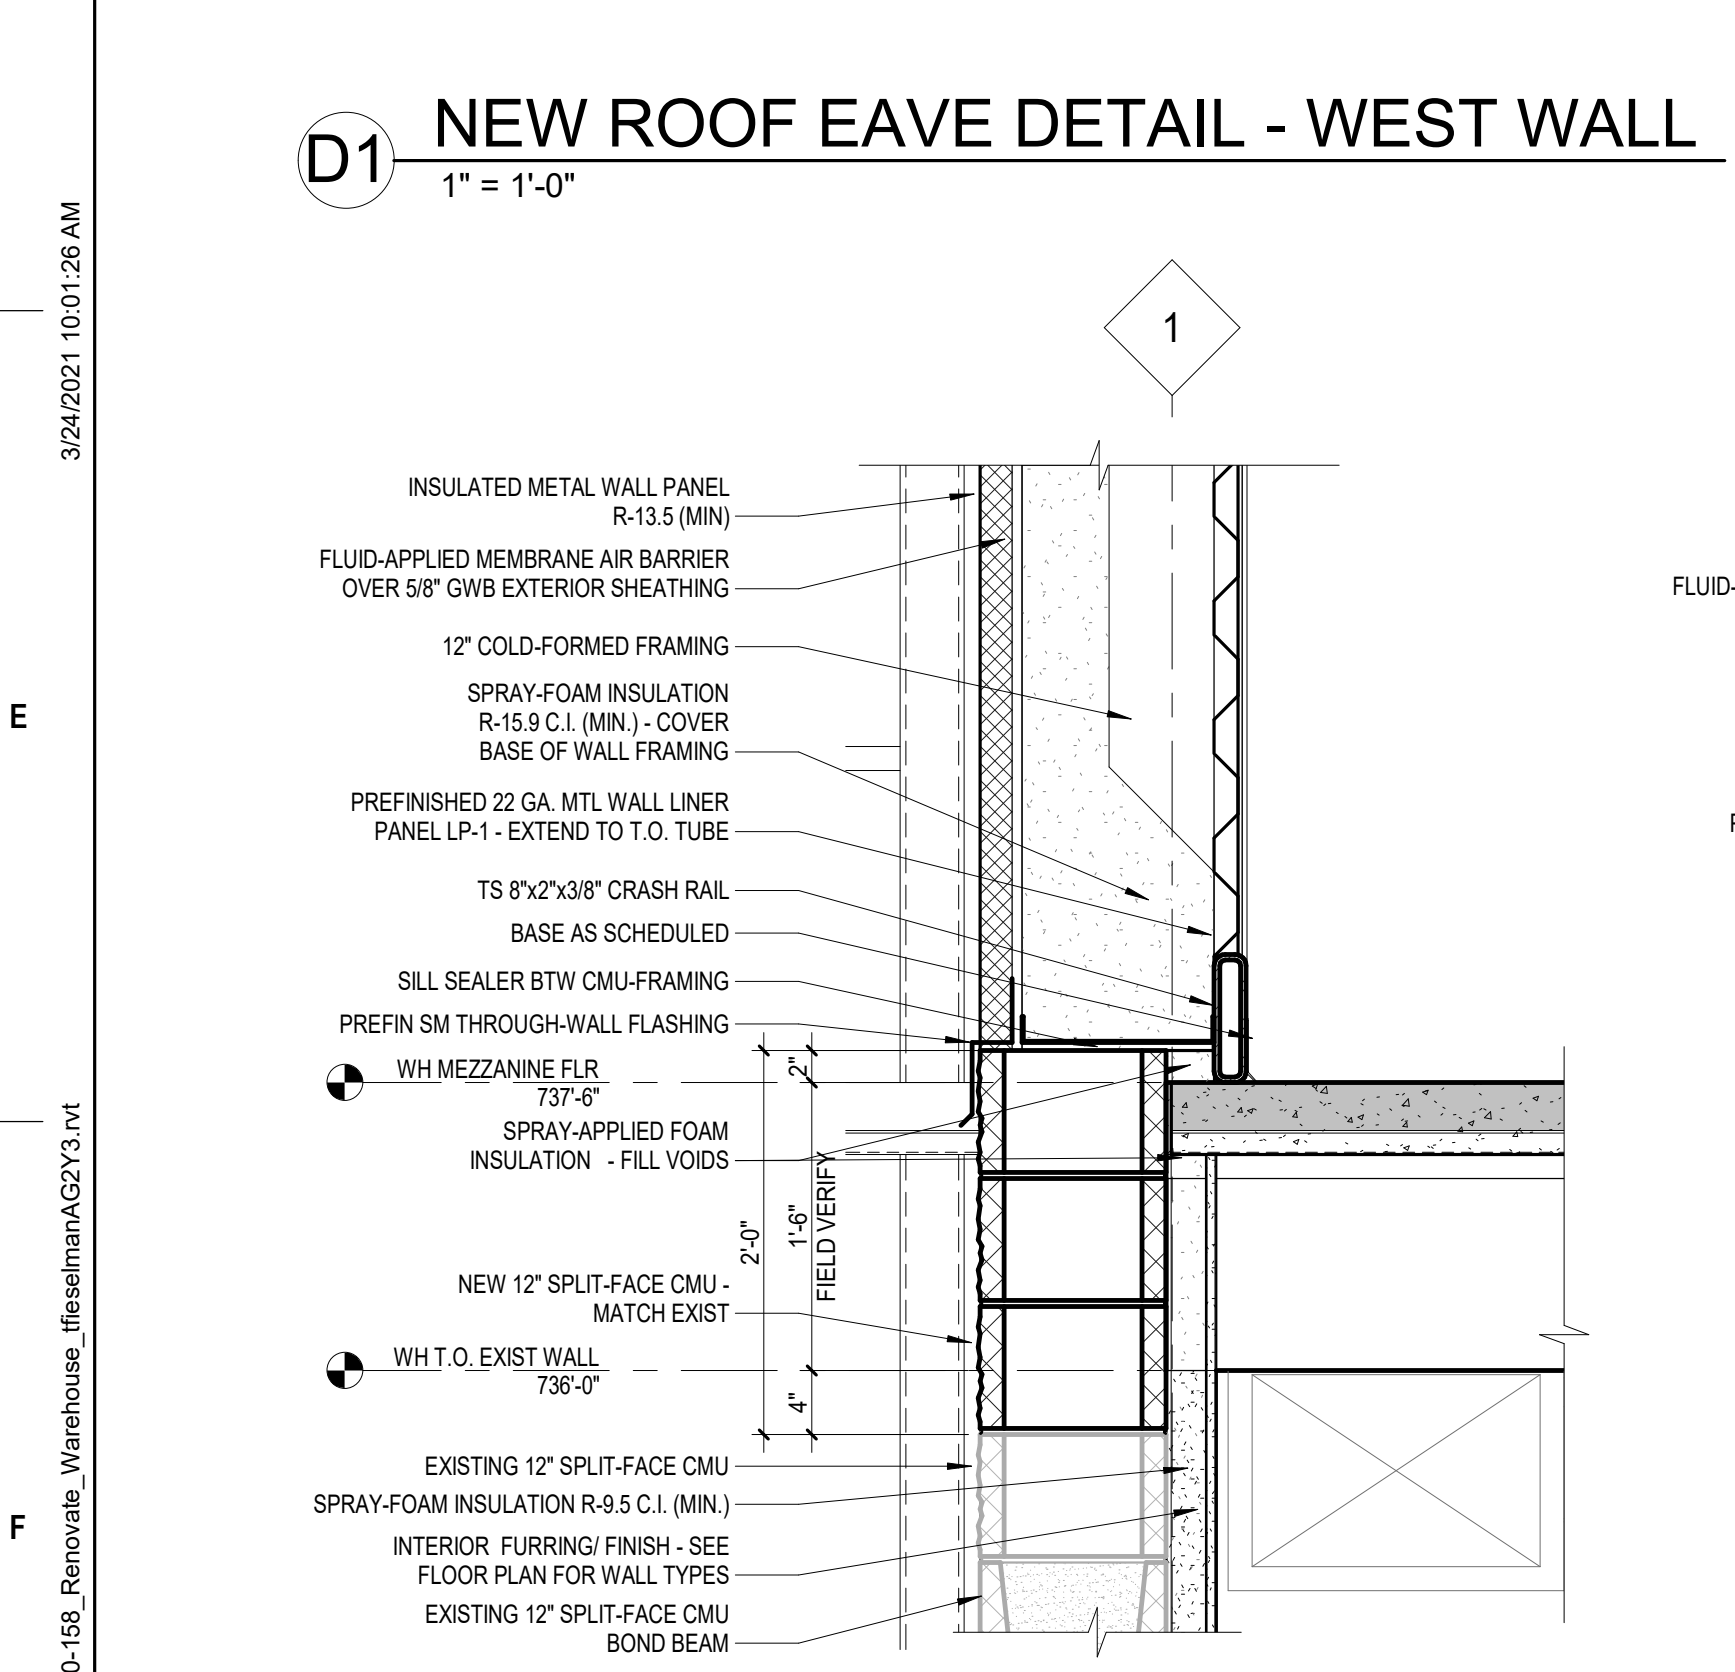 D1
NEW ROOF EAVE DETAIL - WEST WALL
1" = 1'-0"
3/24/2021 10:01:26 AM
1
INSULATED METAL WALL PANEL
R-13.5 (MIN)
FLUID-APPLIED MEMBRANE AIR BARRIER
OVER 5/8" GWB EXTERIOR SHEATHING
FLUID-
12" COLD-FORMED FRAMING
SPRAY-FOAM INSULATION
R-15.9 C.I. (MIN.) - COVER
BASE OF WALL FRAMING
E
PREFINISHED 22 GA. MTL WALL LINER
PANEL LP-1 - EXTEND TO T.O. TUBE
TS 8"x2"x3/8" CRASH RAIL
BASE AS SCHEDULED
SILL SEALER BTW CMU-FRAMING
PREFIN SM THROUGH-WALL FLASHING
WH MEZZANINE FLR
737'-6"
2"
SPRAY-APPLIED FOAM
INSULATION - FILL VOIDS
2'-0"
1'-6"
FIELD VERIFY
NEW 12" SPLIT-FACE CMU -
MATCH EXIST
WH T.O. EXIST WALL
736'-0"
4"
EXISTING 12" SPLIT-FACE CMU
SPRAY-FOAM INSULATION R-9.5 C.I. (MIN.)
F
INTERIOR FURRING/ FINISH - SEE
FLOOR PLAN FOR WALL TYPES
EXISTING 12" SPLIT-FACE CMU
BOND BEAM
0-158_Renovate_Warehouse_tfieselmanAG2Y3.rvt